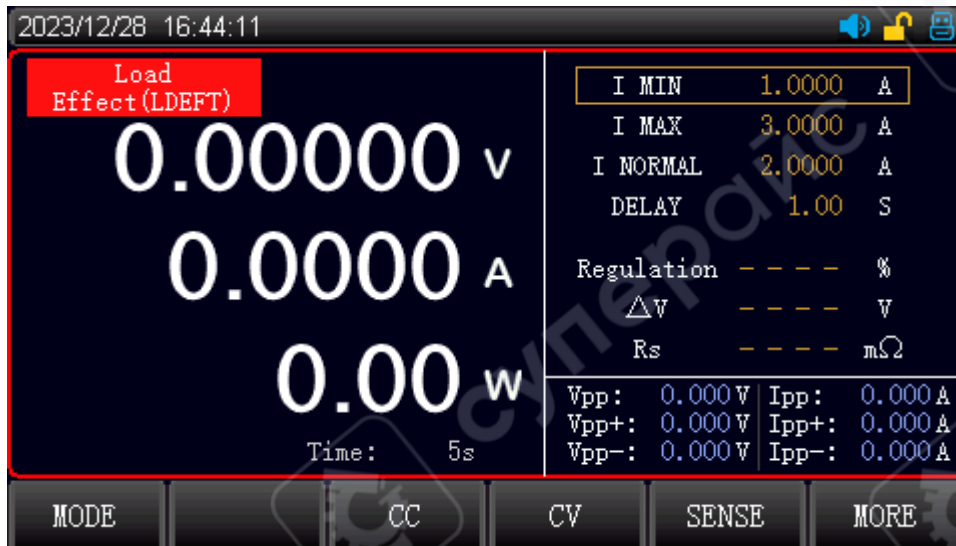 2023/12/28 16:44:11
Load
Effect(LDEFT)
0.00000 V
0.0000 A
0.00 W
Time: 5s
I MIN 1.0000 A
I MAX 3.0000 A
I NORMAL 2.0000 A
DELAY 1.00 S
Regulation ---- %
△V ---- V
Rs ---- mΩ
Vpp: 0.000 V Ipp: 0.000 A
Vpp+: 0.000 V Ipp+: 0.000 A
Vpp-: 0.000 V Ipp-: 0.000 A
MODE CC CV SENSE MORE
суперайс